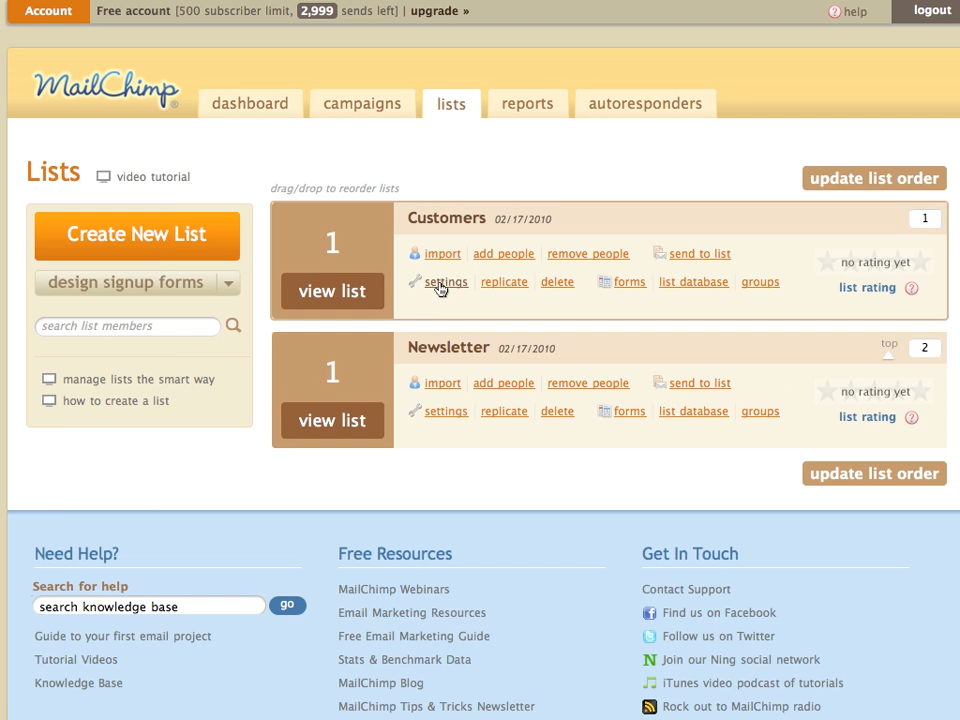 Account Free account [500 subscriber limit, 2,999 sends left] | upgrade » ? help logout
MailChimp®
dashboard campaigns lists reports autoresponders
Lists video tutorial
drag/drop to reorder lists
update list order
Create New List
design signup forms
search list members
manage lists the smart way
how to create a list
1
view list
Customers 02/17/2010 1
import add people remove people send to list
settings replicate delete forms list database groups
no rating yet
list rating ?
1
view list
Newsletter 02/17/2010 top 2
import add people remove people send to list
settings replicate delete forms list database groups
no rating yet
list rating ?
update list order
Need Help?
Search for help
search knowledge base go
Guide to your first email project
Tutorial Videos
Knowledge Base
Free Resources
MailChimp Webinars
Email Marketing Resources
Free Email Marketing Guide
Stats & Benchmark Data
MailChimp Blog
MailChimp Tips & Tricks Newsletter
Get In Touch
Contact Support
Find us on Facebook
Follow us on Twitter
N Join our Ning social network
iTunes video podcast of tutorials
Rock out to MailChimp radio